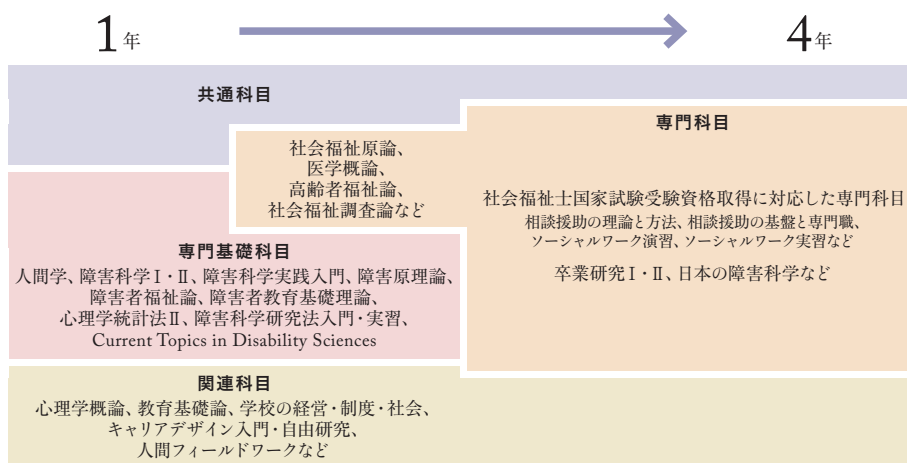 1年
4年
共通科目
専門科目
社会福祉原論、
医学概論、
高齢者福祉論、
社会福祉調査論など
社会福祉士国家試験受験資格取得に対応した専門科目
相談援助の理論と方法、相談援助の基盤と専門職、
ソーシャルワーク演習、ソーシャルワーク実習など
卒業研究Ⅰ・Ⅱ、日本の障害科学など
専門基礎科目
人間学、障害科学Ⅰ・Ⅱ、障害科学実践入門、障害原理論、
障害者福祉論、障害者教育基礎理論、
心理学統計法Ⅱ、障害科学研究法入門・実習、
Current Topics in Disability Sciences
関連科目
心理学概論、教育基礎論、学校の経営・制度・社会、
キャリアデザイン入門・自由研究、
人間フィールドワークなど